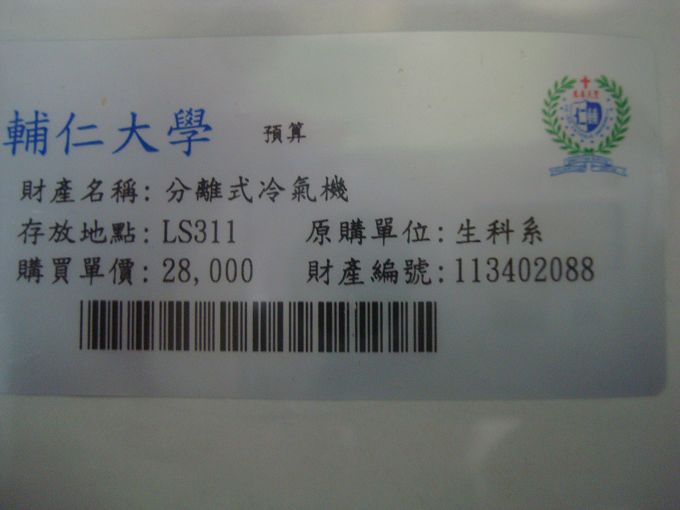 輔仁大學 預算
財產名稱: 分離式冷氣機
存放地點: LS311 原購單位: 生科系
購買單價: 28,000 財產編號: 113402088